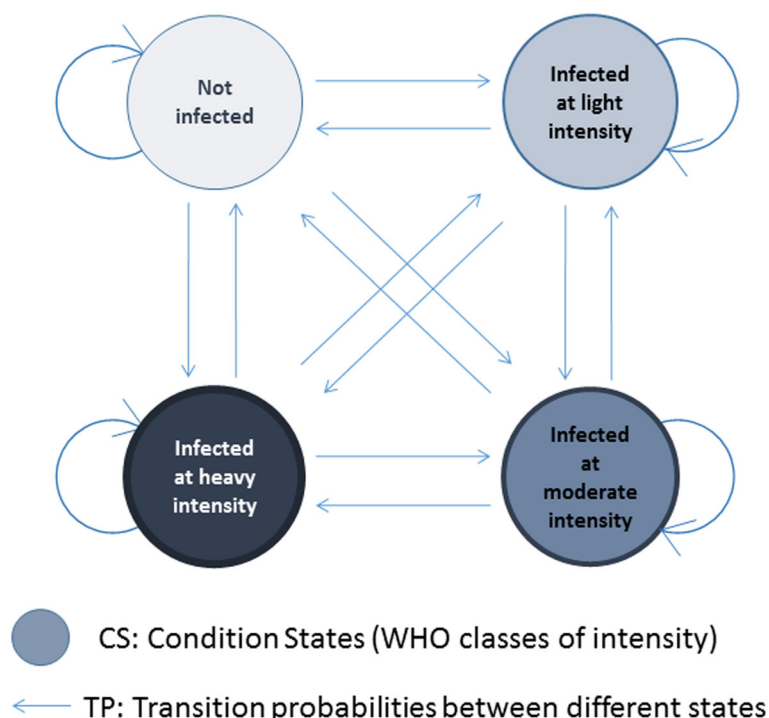 Not
infected
Infected
at light
intensity
Infected
at heavy
intensity
Infected
at
moderate
intensity
CS: Condition States (WHO classes of intensity)
TP: Transition probabilities between different states